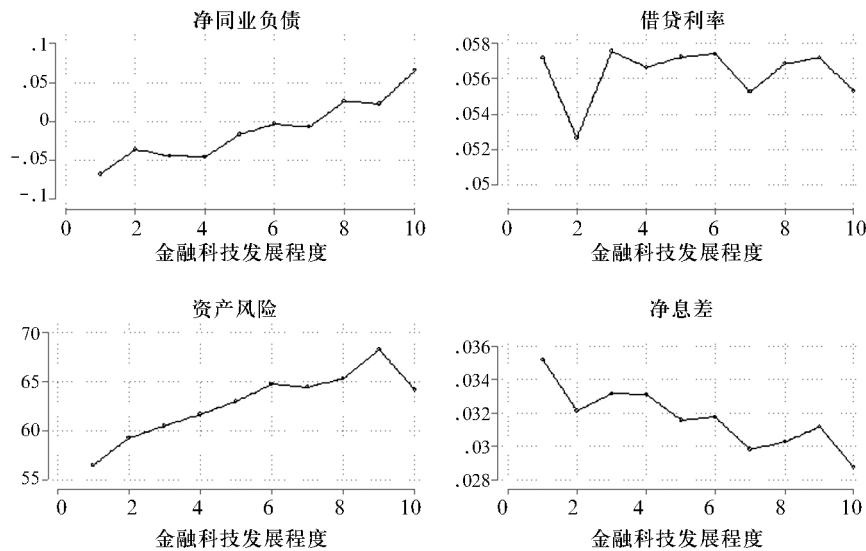 净同业负债
.1
.05
0
-.05
-.1
0 2 4 6 8 10
金融科技发展程度
借贷利率
.058
.056
.054
.052
.05
0 2 4 6 8 10
金融科技发展程度
资产风险
70
65
60
55
0 2 4 6 8 10
金融科技发展程度
净息差
.036
.034
.032
.03
.028
0 2 4 6 8 10
金融科技发展程度